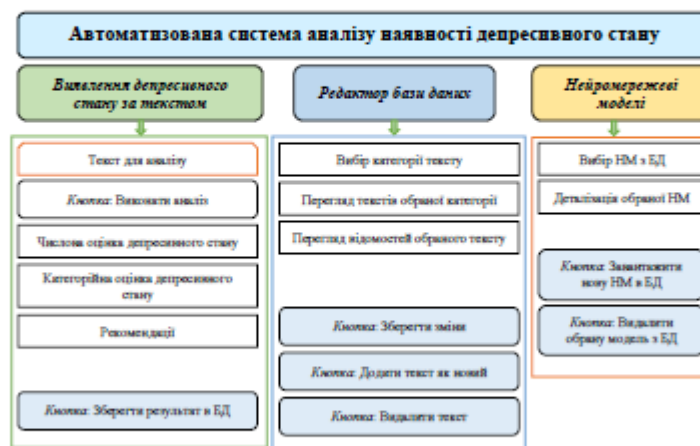 Автоматизована система аналізу наявності депресивного стану
Виявлення депресивного
стану за текстом
Текст для аналізу
Кнопка: Виконати аналіз
Числова оцінка депресивного стану
Категорійна оцінка депресивного
стану
Рекомендації
Кнопка: Зберегти результат в БД
Редактор бази даних
Вибір категорії тексту
Перегляд текстів обраної категорії
Перегляд відомостей обраного тексту
Кнопка: Зберегти зміни
Кнопка: Додати текст як новий
Кнопка: Видалити текст
Нейромережеві
моделі
Вибір НМ з БД
Деталізація обраної НМ
Кнопка: Завантажити
нову НМ в БД
Кнопка: Видалити
обрану модель з БД